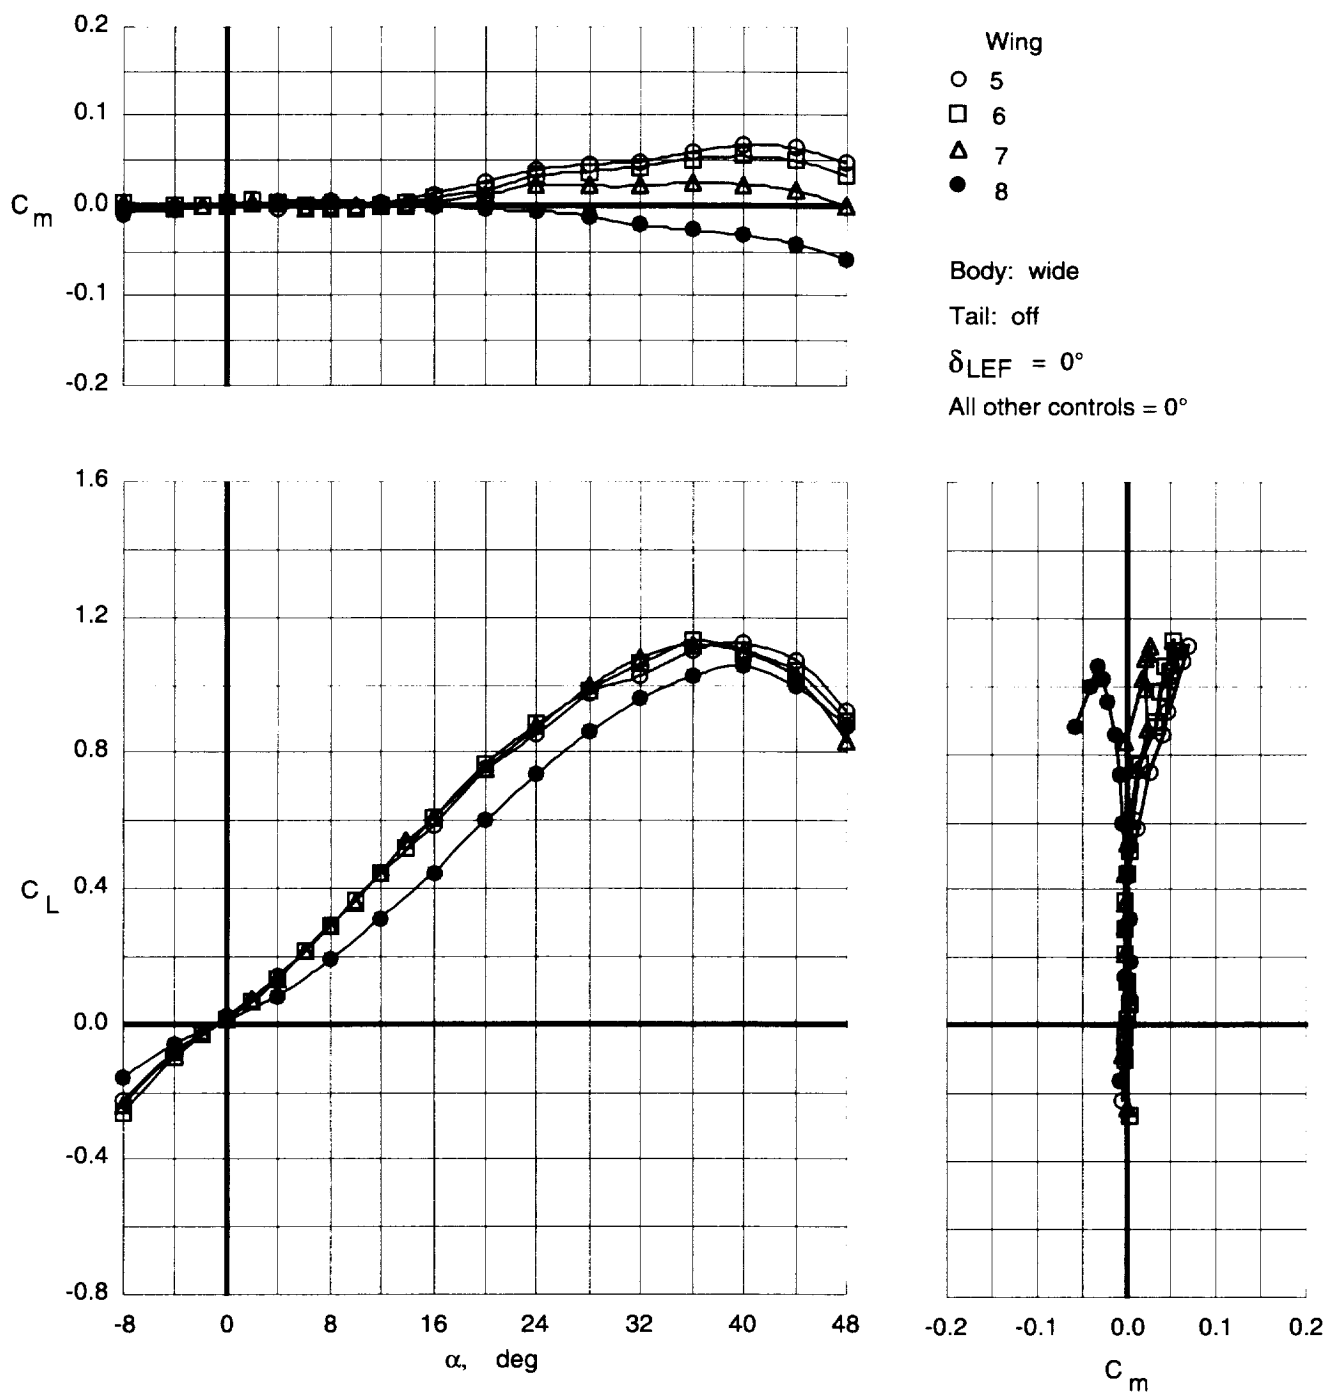 0.2
0.1
C m 0.0
-0.1
-0.2
Wing
5
6
7
8
Body: wide
Tail: off
δLEF = 0°
All other controls = 0°
1.6
1.2
0.8
0.4
C L
0.0
-0.4
-0.8
-8 0 8 16 24 32 40 48
α, deg
-0.2 -0.1 0.0 0.1 0.2
C m